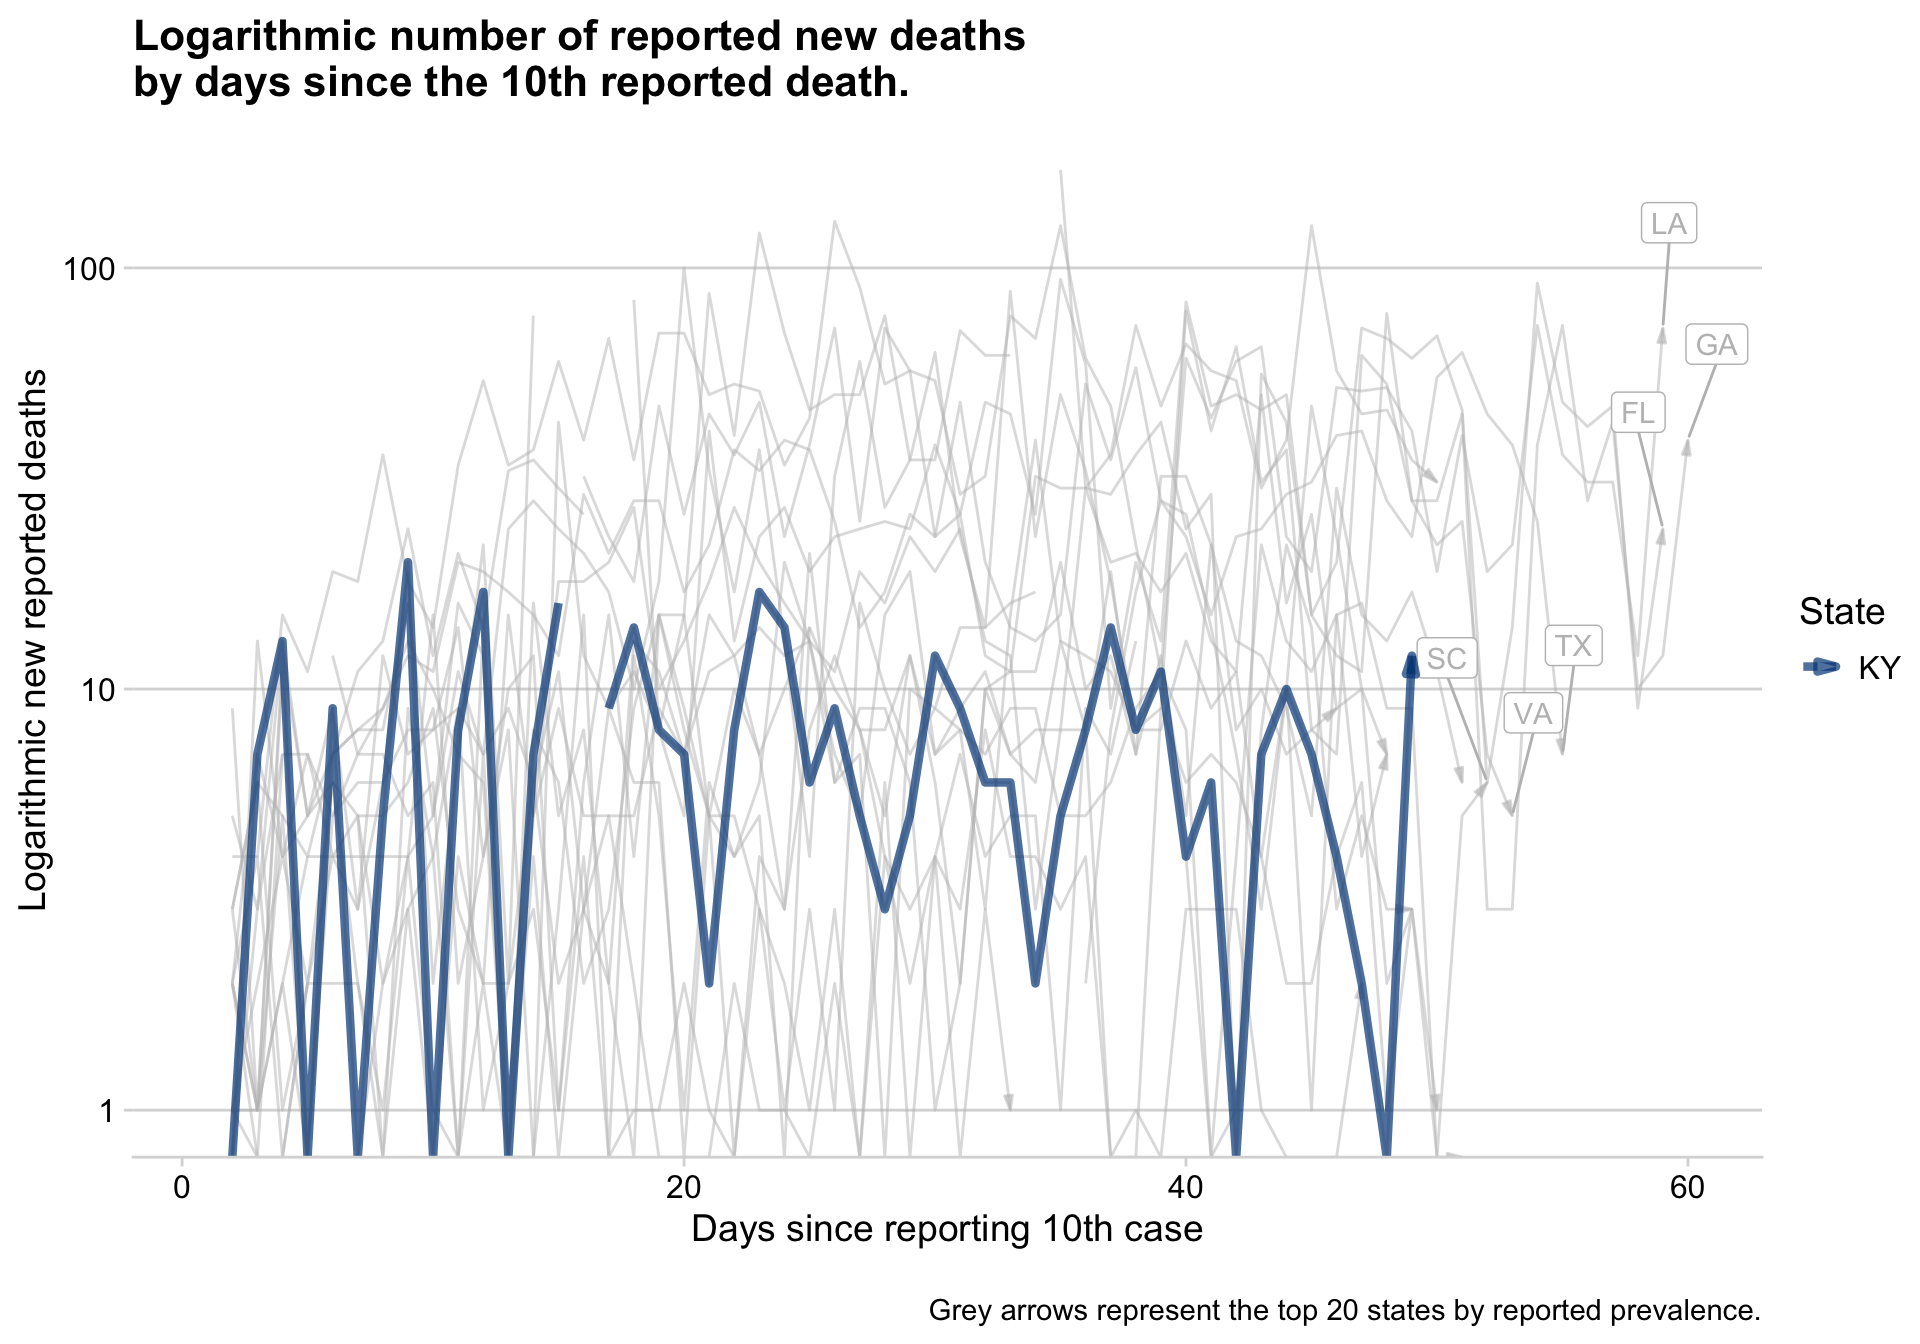 Logarithmic number of reported new deaths
by days since the 10th reported death.
Logarithmic new reported deaths
100
10
1
LA
GA
FL
TX
SC
VA
State
KY
0
20
40
60
Days since reporting 10th case
Grey arrows represent the top 20 states by reported prevalence.